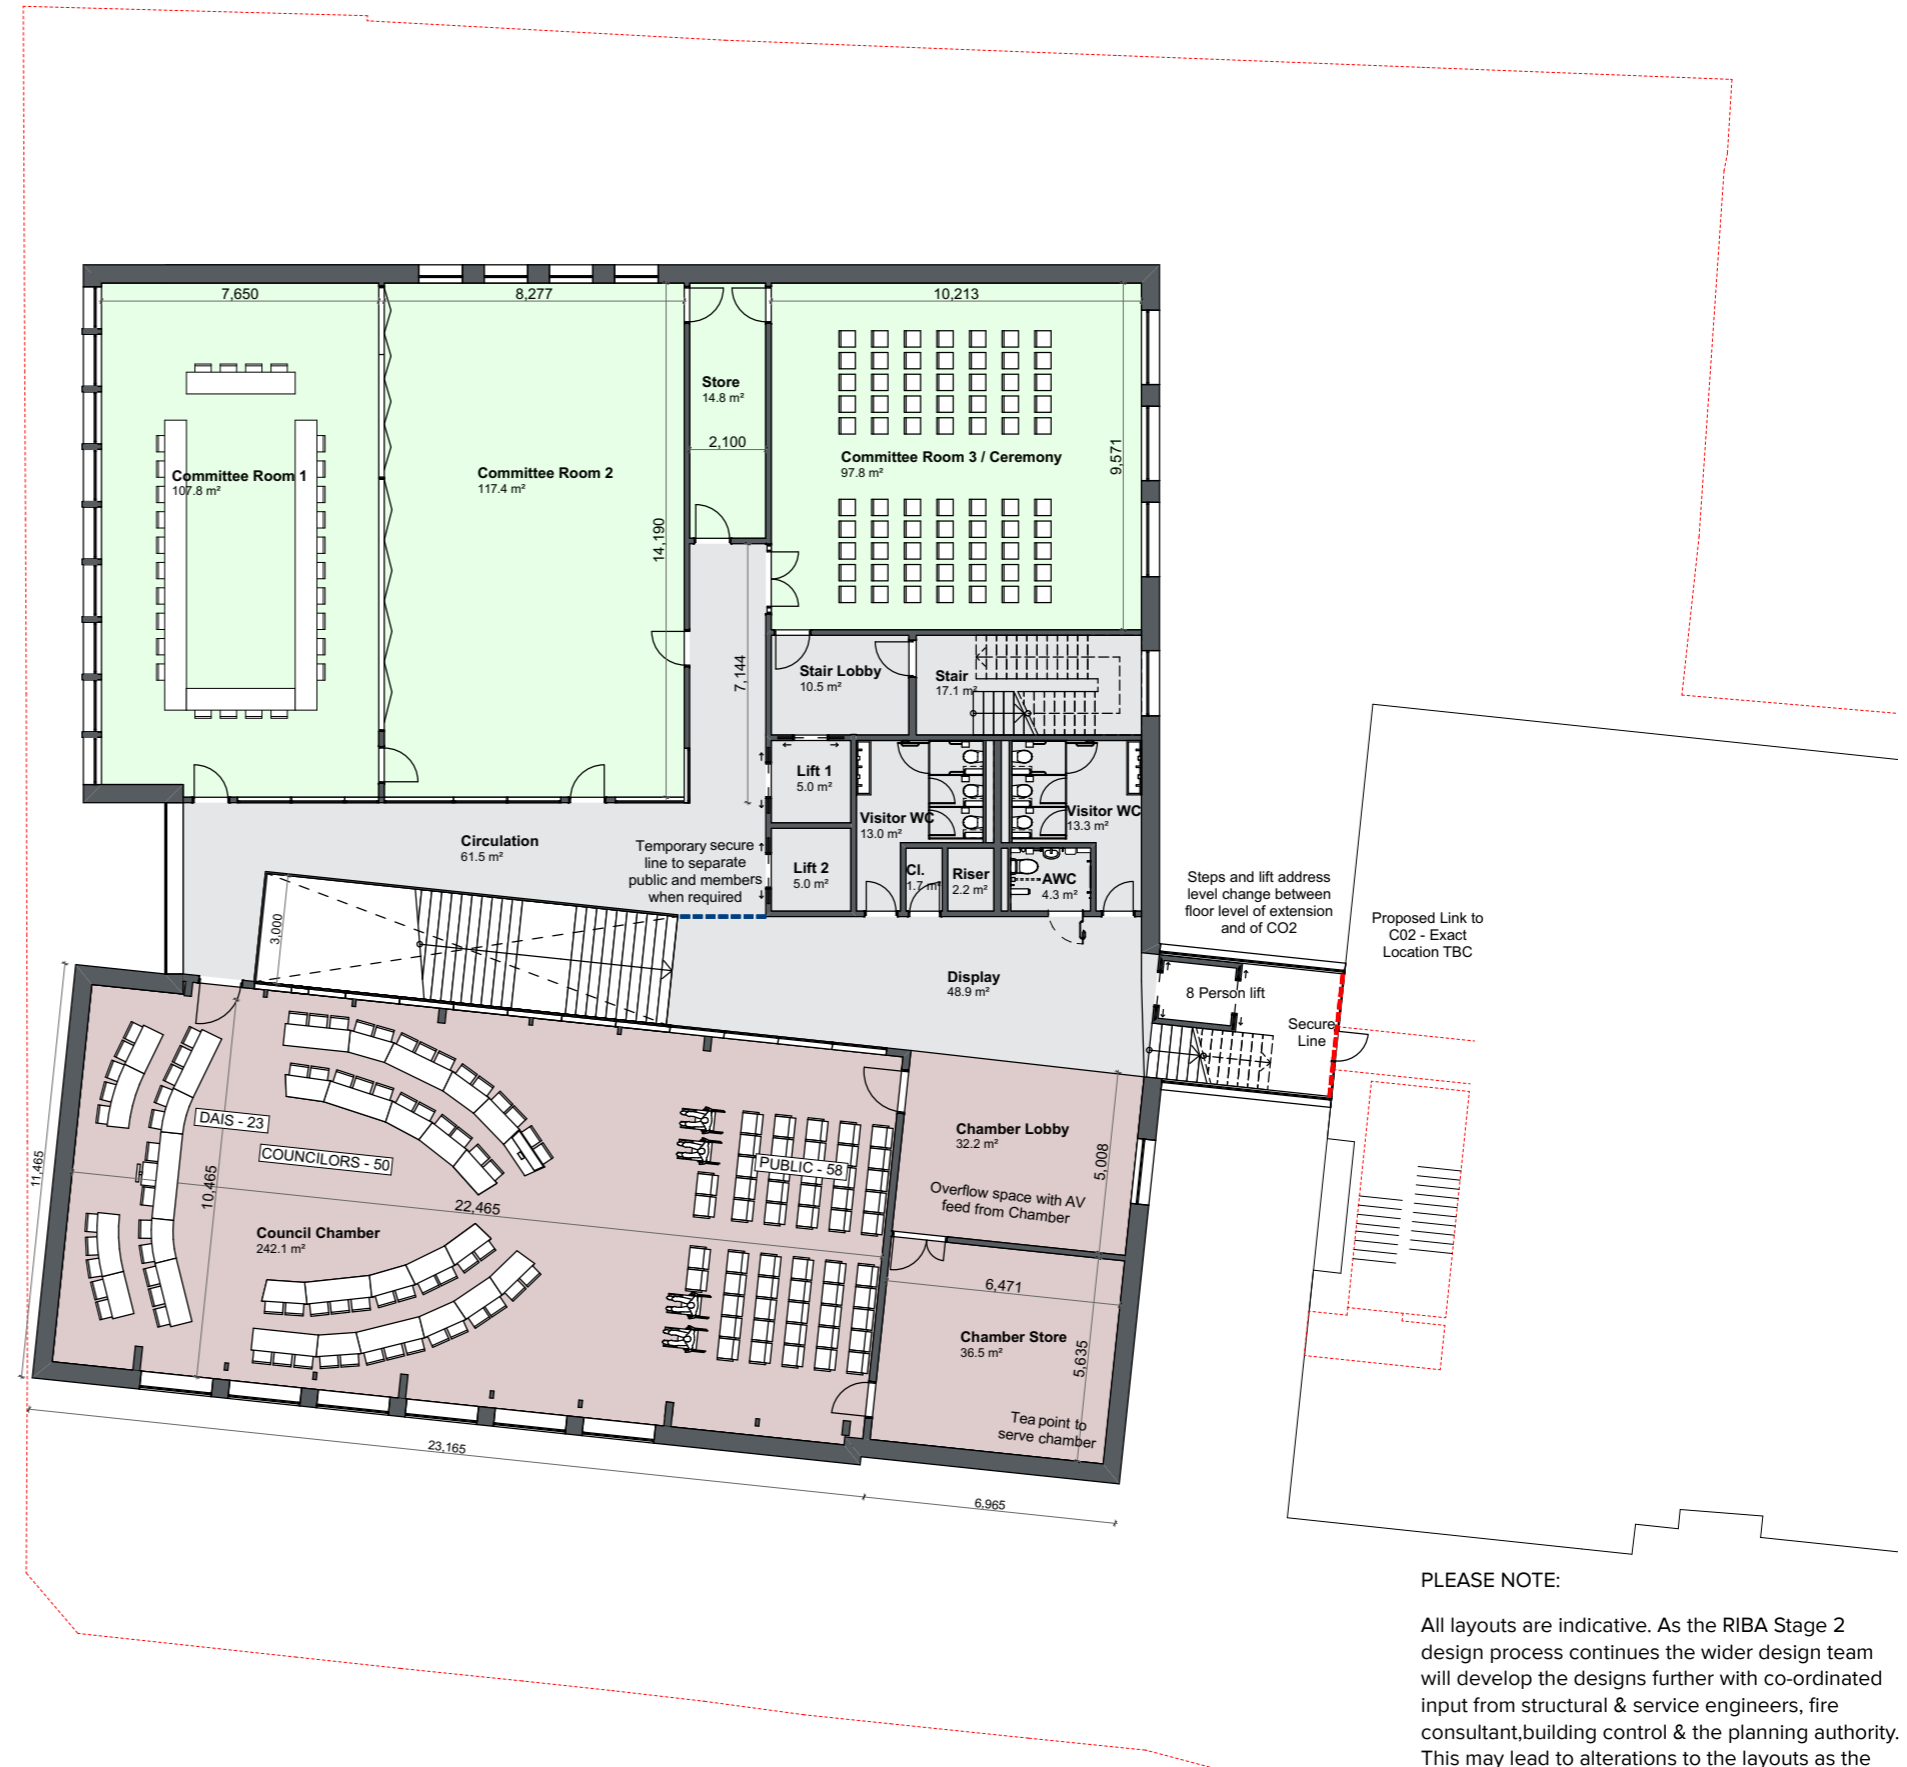 7,650
8,277
10,213
Store
14.8 m²
2,100
Committee Room 1
107.8 m²
Committee Room 2
117.4 m²
14,190
Committee Room 3 / Ceremony
97.8 m²
9,571
7,144
Stair Lobby
10.5 m²
Stair
17.1 m²
Lift 1
5.0 m²
Lift 2
5.0 m²
Visitor WC
13.0 m²
Visitor WC
13.3 m²
Cl.
1.7 m²
Riser
2.2 m²
AWC
4.3 m²
Circulation
61.5 m²
Temporary secure
line to separate
public and members
when required
3,000
Display
48.9 m²
Steps and lift address
level change between
floor level of extension
and of CO2
Proposed Link to
C02 - Exact
Location TBC
8 Person lift
Secure
Line
DAIS - 23
COUNCILORS - 50
PUBLIC - 58
11,465
10,465
22,465
Council Chamber
242.1 m²
Chamber Lobby
32.2 m²
5,008
Overflow space with AV
feed from Chamber
6,471
Chamber Store
36.5 m²
5,635
Tea point to
serve chamber
23,165
6,965
PLEASE NOTE:
All layouts are indicative. As the RIBA Stage 2
design process continues the wider design team
will develop the designs further with co-ordinated
input from structural & service engineers, fire
consultant,building control & the planning authority.
This may lead to alterations to the layouts as the